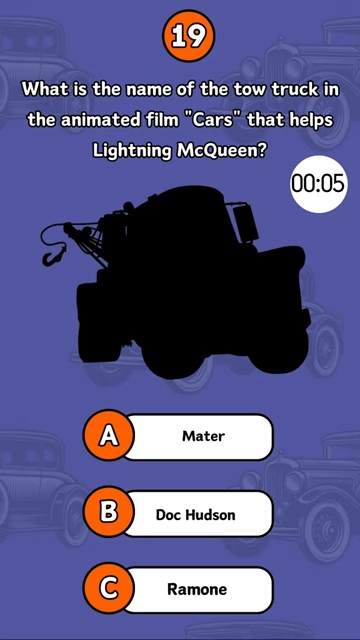 19
What is the name of the tow truck in
the animated film "Cars" that helps
Lightning McQueen?
00:05
A Mater
B Doc Hudson
C Ramone